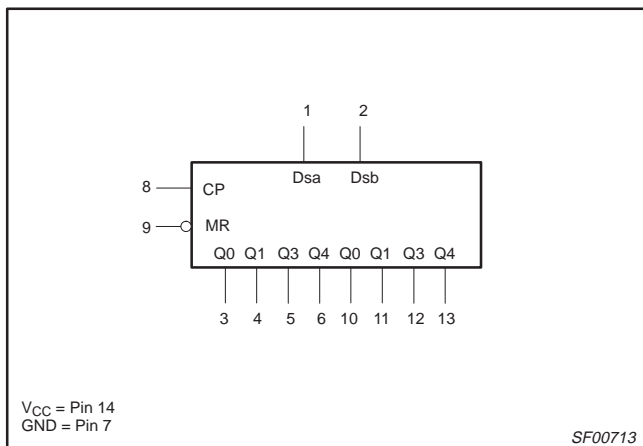 1 2
Dsa Dsb
8 CP
9 MR
Q0 Q1 Q3 Q4 Q0 Q1 Q3 Q4
3 4 5 6 10 11 12 13
VCC = Pin 14
GND = Pin 7
SF00713